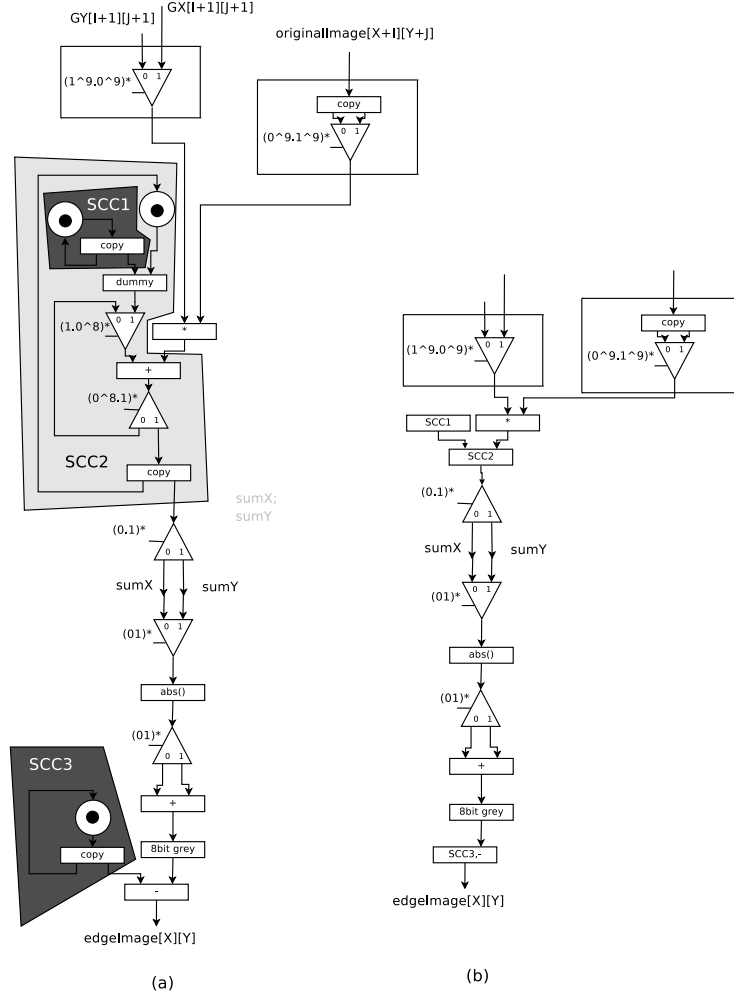 GX[I+1][J+1]
GY[I+1][J+1]
originalImage[X+I][Y+J]
0 1
(1^9.0^9)*
copy
0 1
(0^9.1^9)*
SCC1
copy
dummy
0 1
(1.0^8)*
*
+
(0^8.1)*
0 1
SCC2
copy
sumX;
sumY
(0.1)*
0 1
sumX
sumY
0 1
(01)*
abs()
(01)*
0 1
+
SCC3
copy
8bit grey
-
edgeImage[X][Y]
(a)
0 1
(1^9.0^9)*
copy
0 1
(0^9.1^9)*
SCC1
*
SCC2
(0.1)*
0 1
sumX
sumY
0 1
(01)*
abs()
(01)*
0 1
+
8bit grey
SCC3,-
edgeImage[X][Y]
(b)